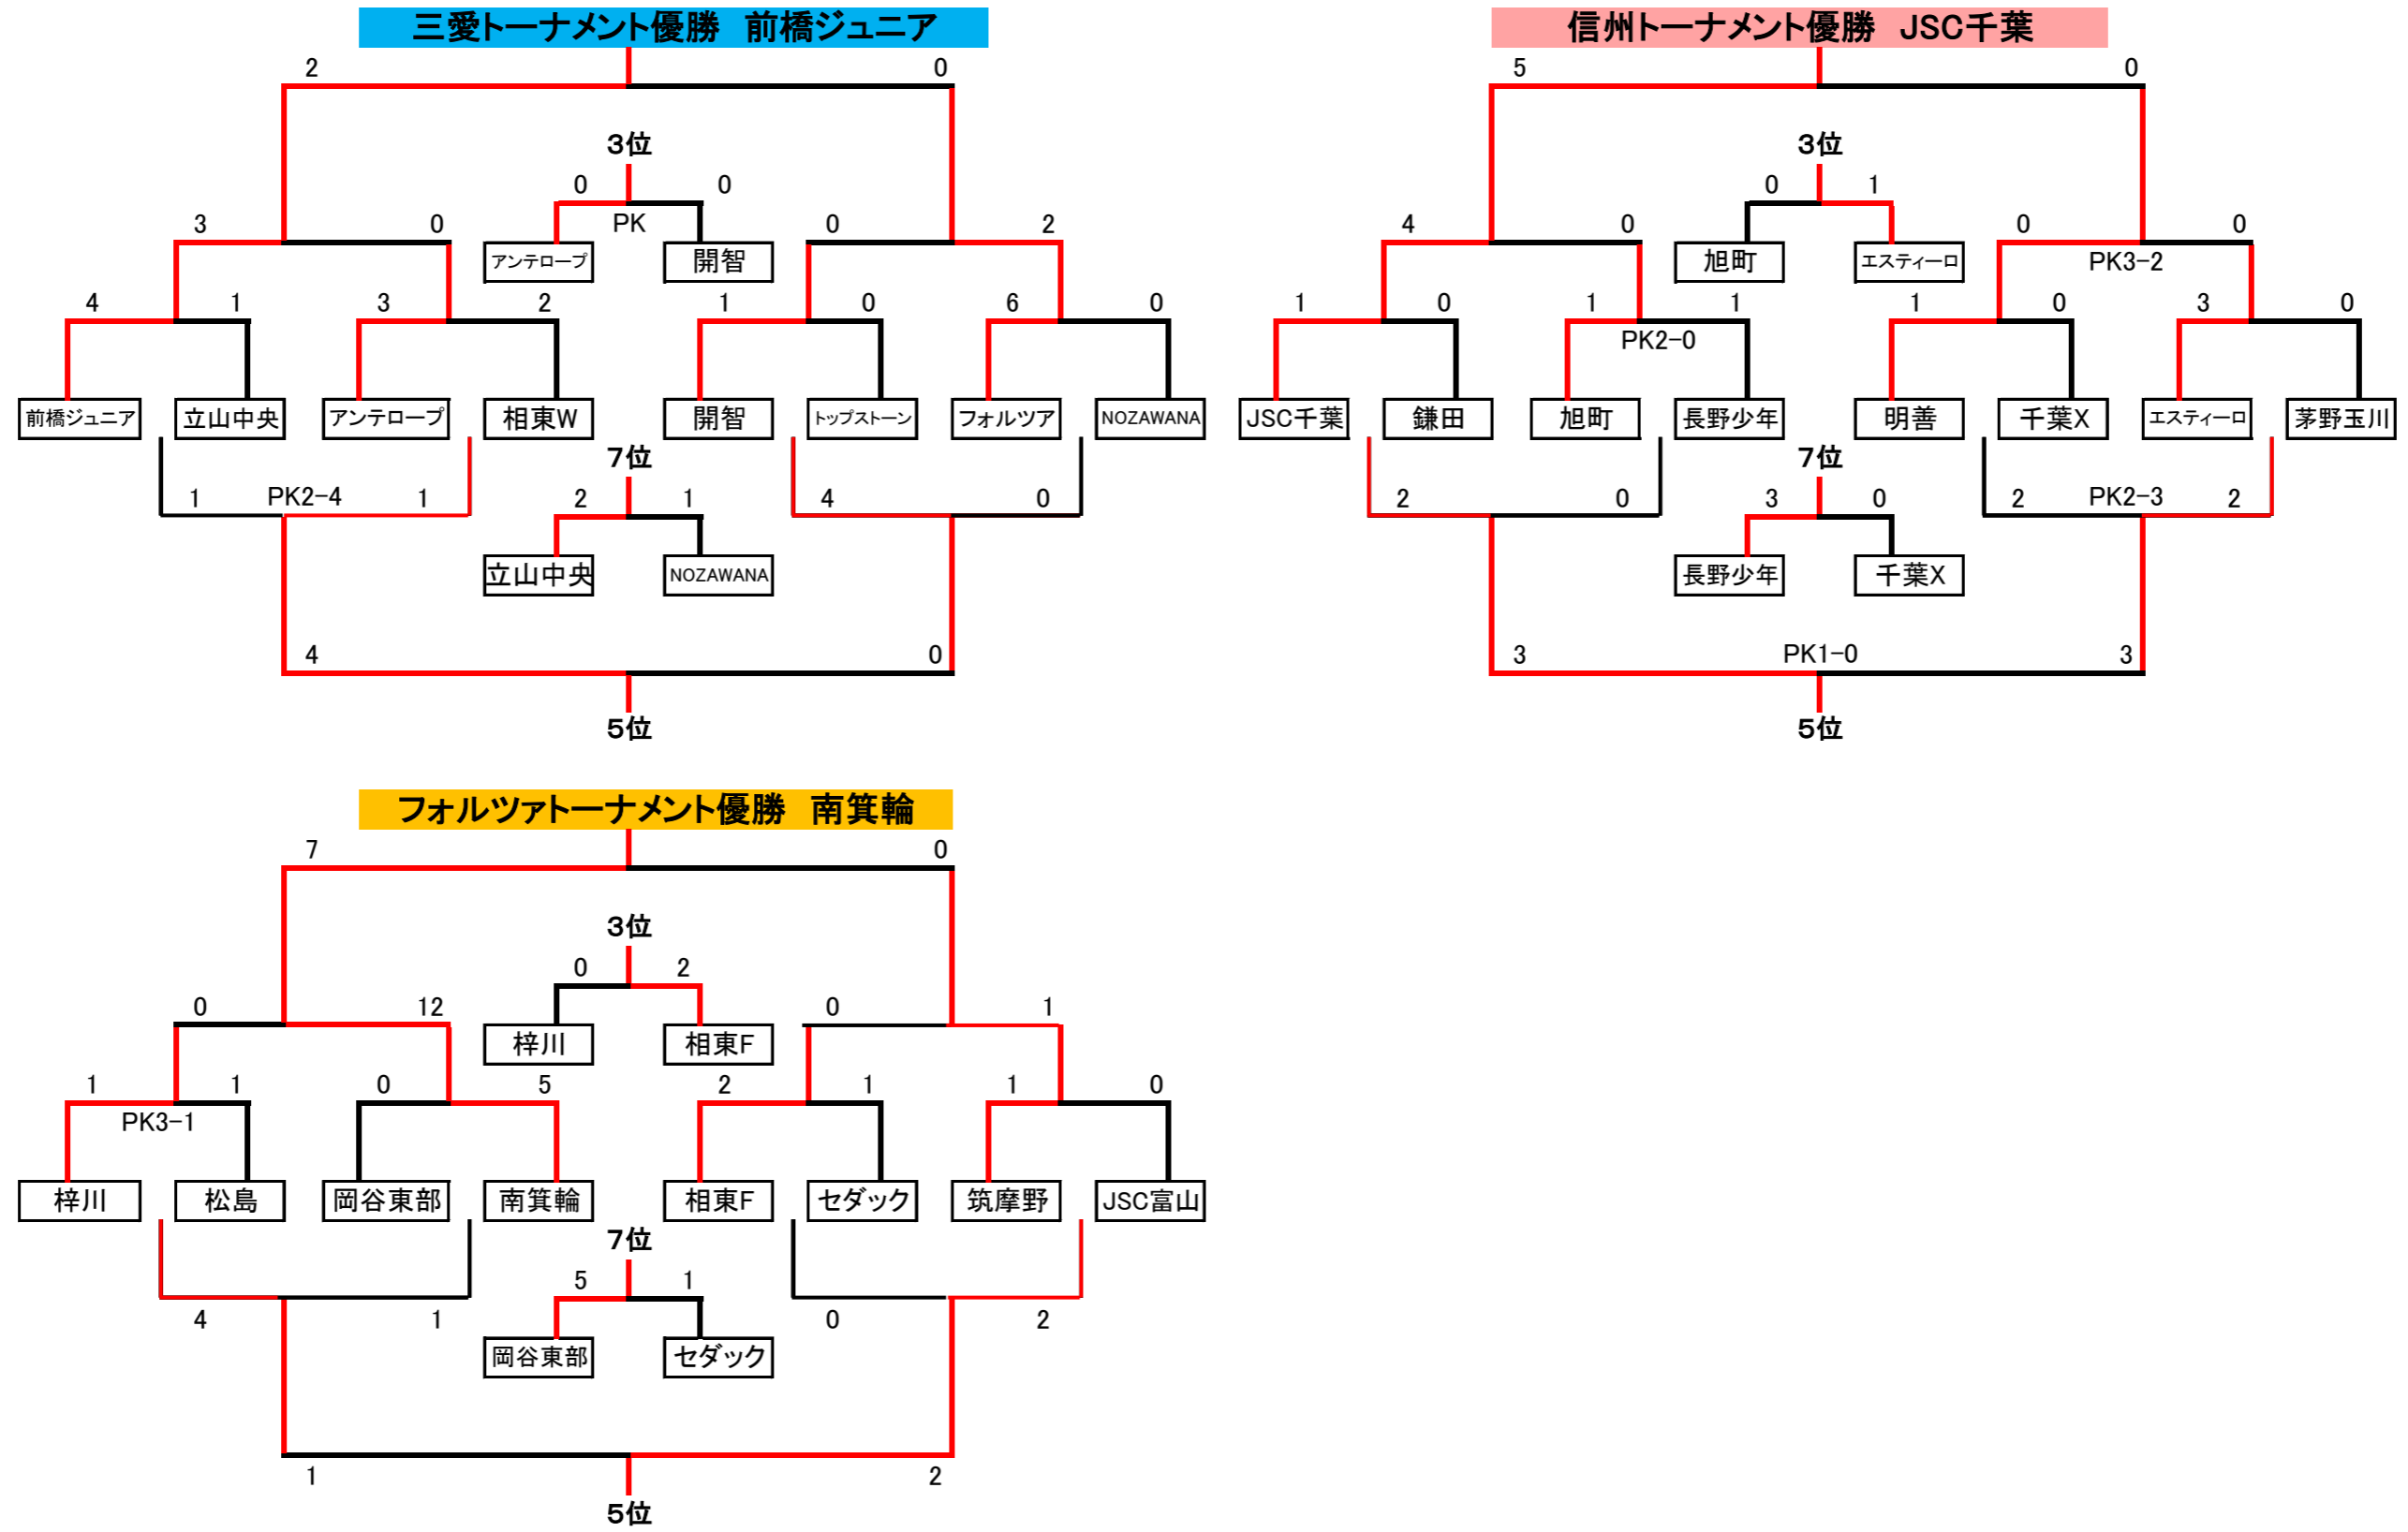 三愛トーナメント優勝　前橋ジュニア
2 0
3位
0 0
PK
3 0 0 2
アンテロープ 開智
4 1 3 2 1 0 6 0
前橋ジュニア 立山中央 アンテロープ 相東W 開智 トップストーン フォルツア NOZAWANA
7位
1 PK2-4 1 2 1 4 0
立山中央 NOZAWANA
4 0
5位
信州トーナメント優勝　JSC千葉
5 0
3位
0 1
4 0 0 0
旭町 エスティーロ PK3-2
1 0 1 1 1 0 3 0
PK2-0
JSC千葉 鎌田 旭町 長野少年 明善 千葉X エスティーロ 茅野玉川
7位
2 0 3 0 2 PK2-3 2
長野少年 千葉X
3 PK1-0 3
5位
フォルツァトーナメント優勝　南箕輪
7 0
3位
0 2
0 12 0 1
梓川 相東F
1 1 0 5 2 1 1 0
PK3-1
梓川 松島 岡谷東部 南箕輪 相東F セダック 筑摩野 JSC富山
7位
5 1
4 1 0 2
岡谷東部 セダック
1 2
5位